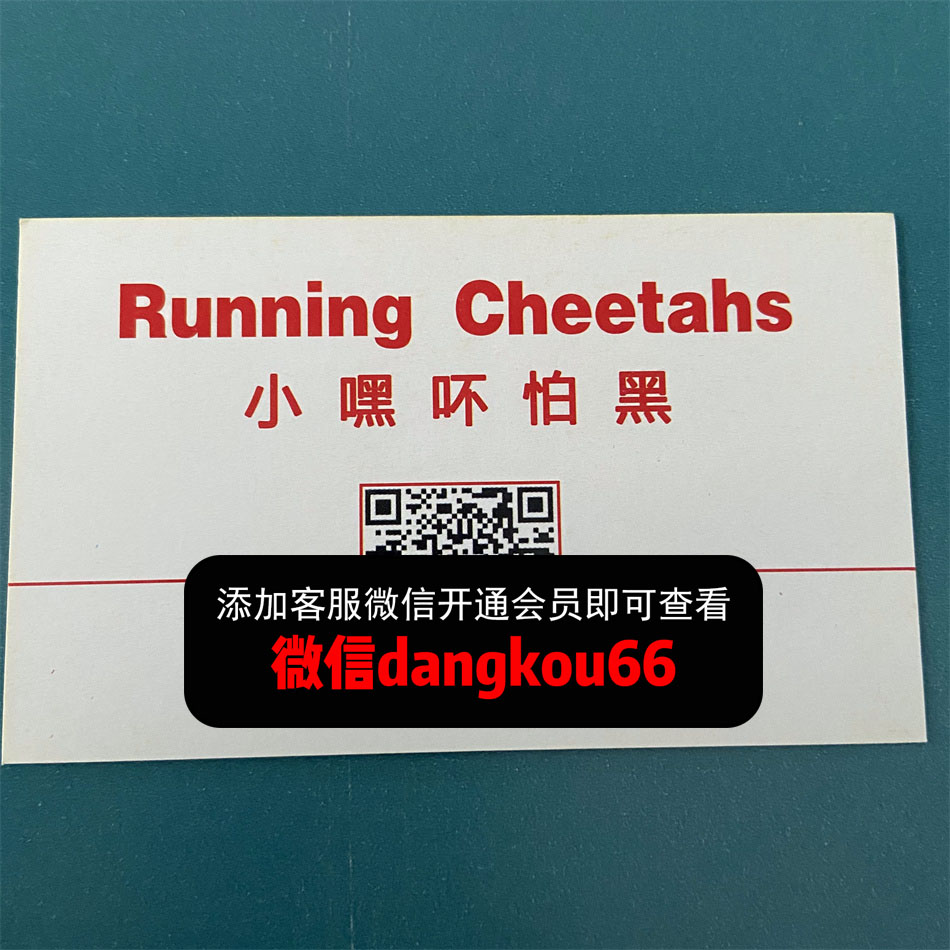 Running Cheetahs
小嘿吥怕黑
添加客服微信开通会员即可查看
微信dangkou66